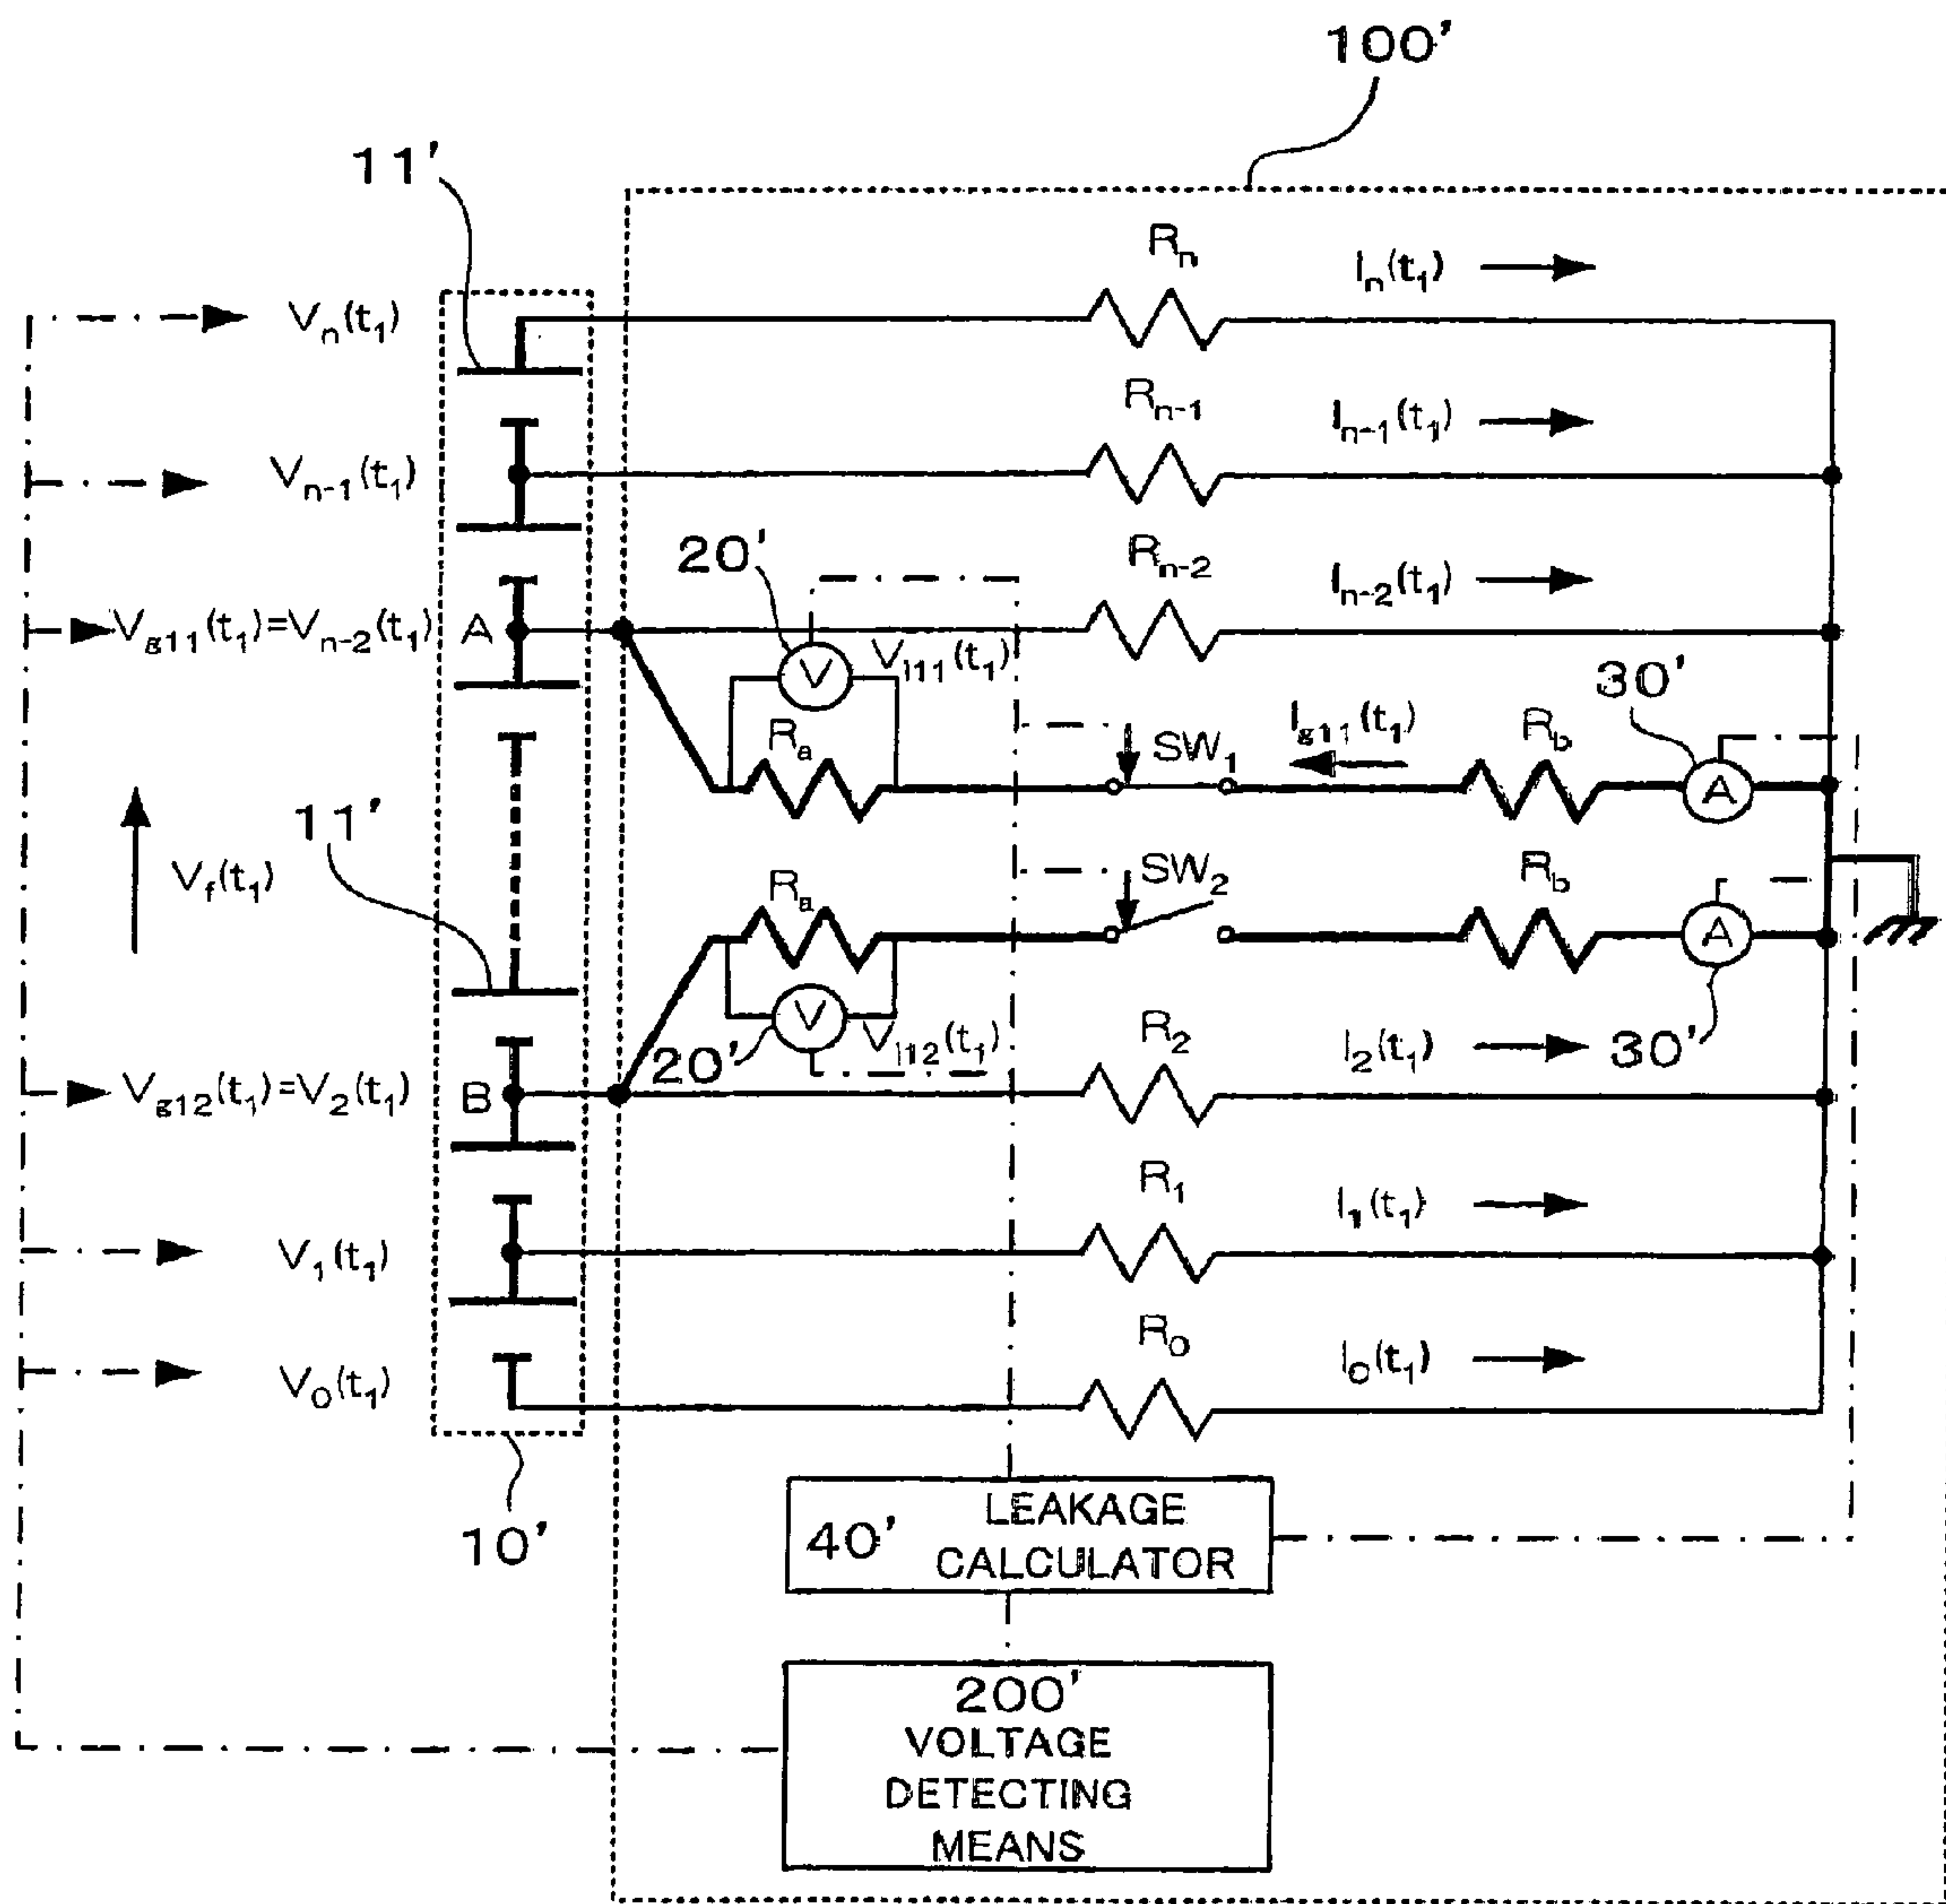 100'
11'
Rn
In(t1)
Vn(t1)
Rn-1
In-1(t1)
Vn-1(t1)
20'
Rn-2
In-2(t1)
Vg11(t1)=Vn-2(t1)
A
V
Vl11(t1)
30'
Ra
SW1
Ig11(t1)
Rb
A
11'
Vf(t1)
Ra
SW2
Rb
A
V
Vl12(t1)
20'
R2
I2(t1)
30'
Vg12(t1)=V2(t1)
B
R1
I1(t1)
V1(t1)
R0
I0(t1)
V0(t1)
10'
40'
LEAKAGE
CALCULATOR
200'
VOLTAGE
DETECTING
MEANS